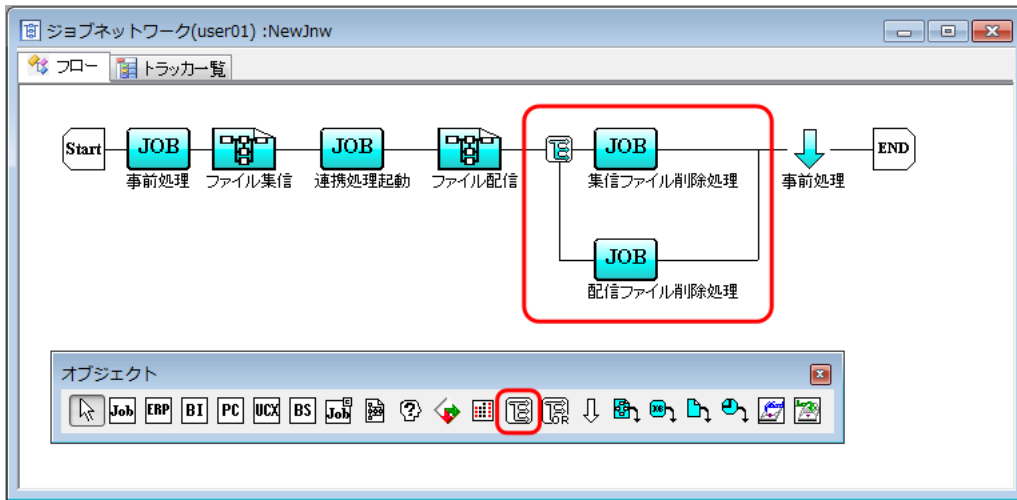 ジョブネットワーク(user01) :NewJnw
フロー トラッカ一覧
Start JOB JOB JOB END
事前処理 ファイル集信 連携処理起動 ファイル配信 集信ファイル削除処理 事前処理
JOB
配信ファイル削除処理
オブジェクト
Job ERP BI PC UCX BS Job OR